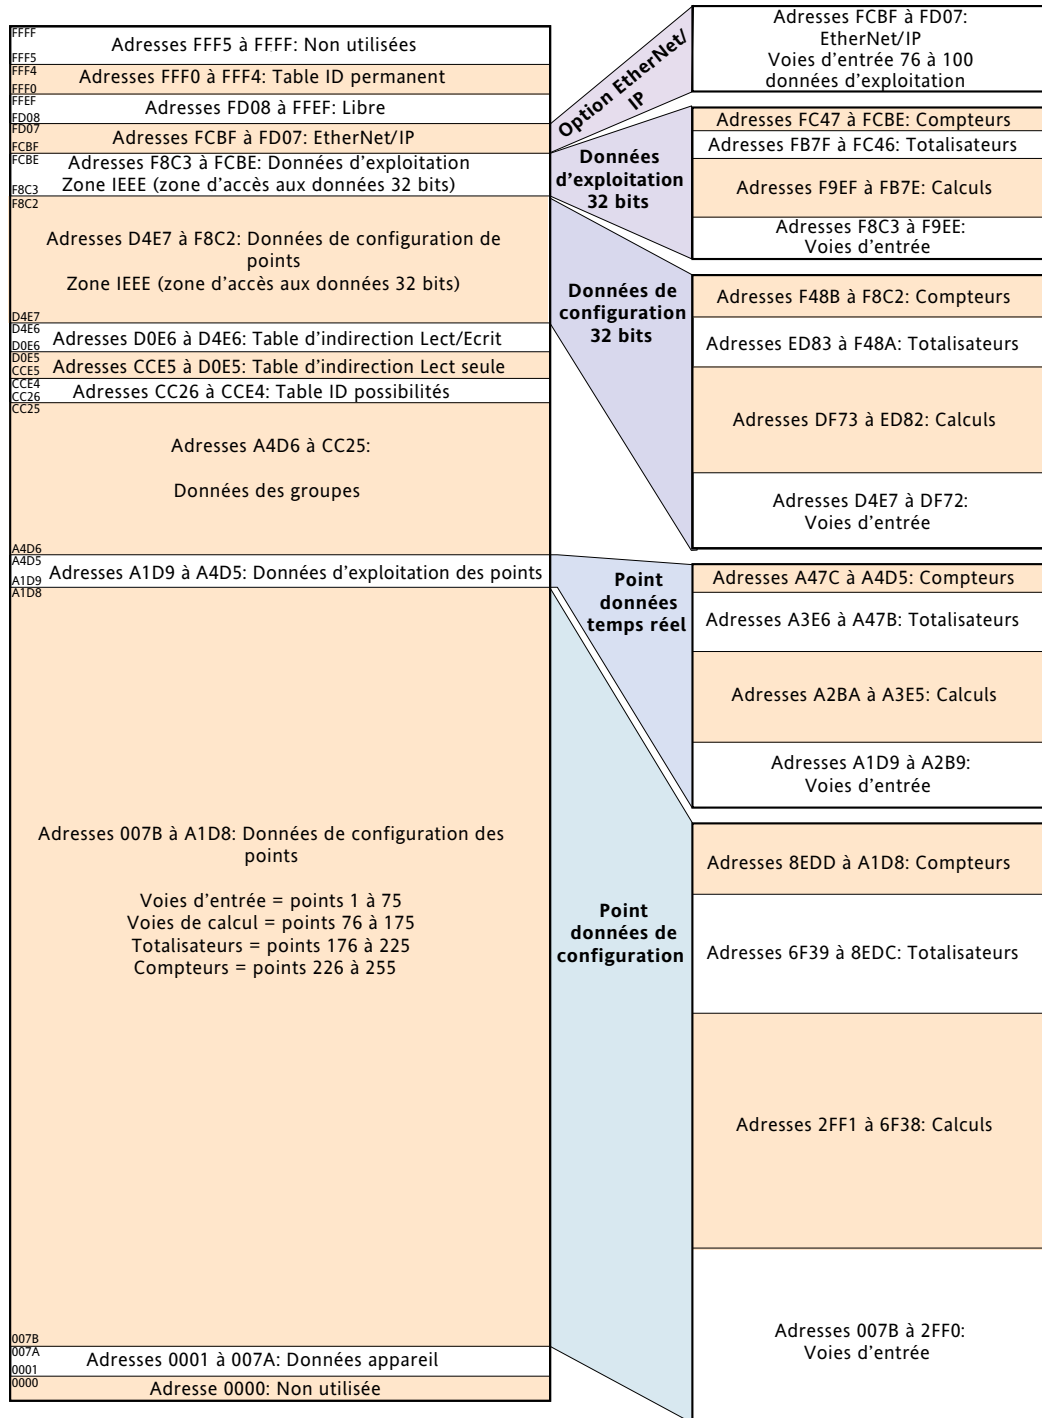 FFFF
Adresses FFF5 à FFFF: Non utilisées
FFF5
FFF4
Adresses FFF0 à FFF4: Table ID permanent
FFF0
FFEF
Adresses FD08 à FFEF: Libre
FD08
FD07
Adresses FCBF à FD07: EtherNet/IP
FCBF
FCBE
Adresses F8C3 à FCBE: Données d'exploitation
Zone IEEE (zone d'accès aux données 32 bits)
F8C3
F8C2
Adresses D4E7 à F8C2: Données de configuration de
points
Zone IEEE (zone d'accès aux données 32 bits)
D4E7
D4E6
Adresses D0E6 à D4E6: Table d'indirection Lect/Ecrit
D0E6
D0E5
Adresses CCE5 à D0E5: Table d'indirection Lect seule
CCE5
CCE4
Adresses CC26 à CCE4: Table ID possibilités
CC26
CC25
Adresses A4D6 à CC25:
Données des groupes
A4D6
A4D5
Adresses A1D9 à A4D5: Données d'exploitation des points
A1D9
A1D8
Adresses 007B à A1D8: Données de configuration des
points
Voies d'entrée = points 1 à 75
Voies de calcul = points 76 à 175
Totalisateurs = points 176 à 225
Compteurs = points 226 à 255
007B
007A
Adresses 0001 à 007A: Données appareil
0001
0000
Adresse 0000: Non utilisée
Option EtherNet/
IP
Adresses FCBF à FD07:
EtherNet/IP
Voies d'entrée 76 à 100
données d'exploitation
Données
d'exploitation
32 bits
Adresses FC47 à FCBE: Compteurs
Adresses FB7F à FC46: Totalisateurs
Adresses F9EF à FB7E: Calculs
Adresses F8C3 à F9EE:
Voies d'entrée
Données de
configuration
32 bits
Adresses F48B à F8C2: Compteurs
Adresses ED83 à F48A: Totalisateurs
Adresses DF73 à ED82: Calculs
Adresses D4E7 à DF72:
Voies d'entrée
Point
données
temps réel
Adresses A47C à A4D5: Compteurs
Adresses A3E6 à A47B: Totalisateurs
Adresses A2BA à A3E5: Calculs
Adresses A1D9 à A2B9:
Voies d'entrée
Point
données de
configuration
Adresses 8EDD à A1D8: Compteurs
Adresses 6F39 à 8EDC: Totalisateurs
Adresses 2FF1 à 6F38: Calculs
Adresses 007B à 2FF0:
Voies d'entrée